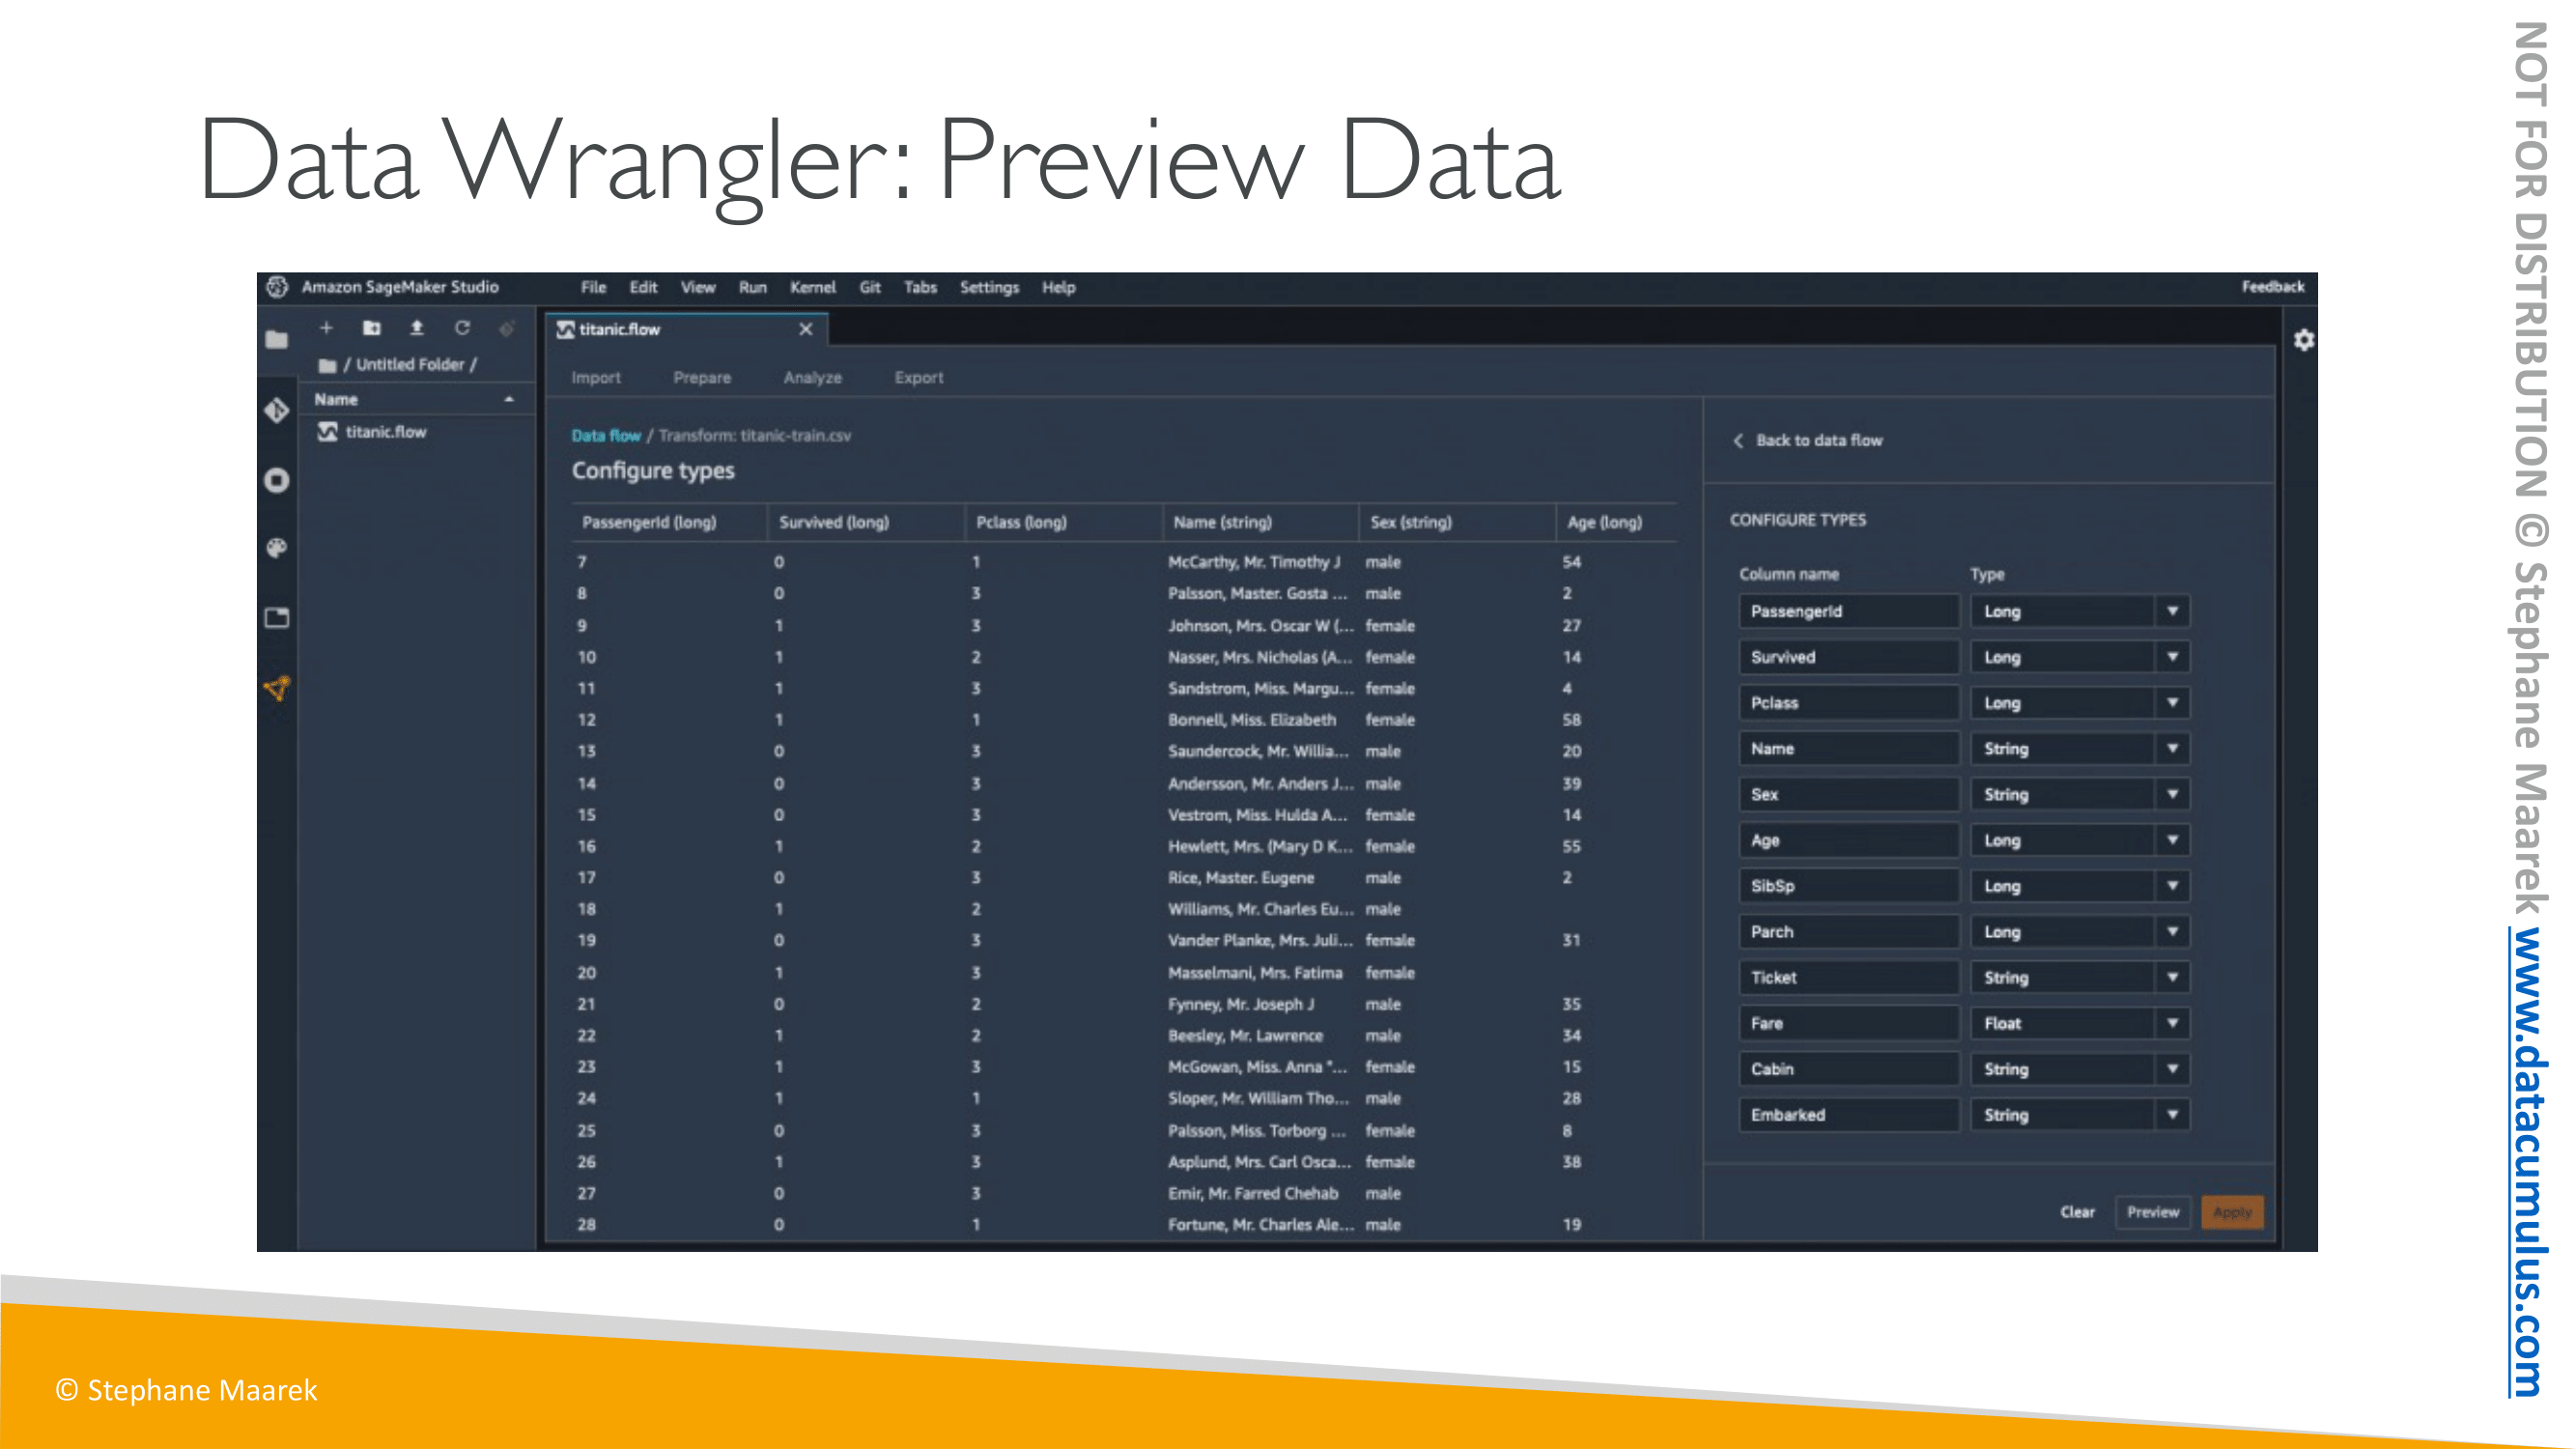 Data Wrangler: Preview Data
Amazon SageMaker Studio File Edit View Run Kernel Git Tabs Settings Help Feedback
titanic.flow
/ Untitled Folder /
Import Prepare Analyze Export
Name
titanic.flow
Data flow / Transform: titanic-train.csv
Configure types
PassengerId (long) Survived (long) Pclass (long) Name (string) Sex (string) Age (long)
7 0 1 McCarthy, Mr. Timothy J male 54
8 0 3 Palsson, Master. Gosta ... male 2
9 1 3 Johnson, Mrs. Oscar W (... female 27
10 1 2 Nasser, Mrs. Nicholas (A... female 14
11 1 3 Sandstrom, Miss. Margu... female 4
12 1 1 Bonnell, Miss. Elizabeth female 58
13 0 3 Saundercock, Mr. Willia... male 20
14 0 3 Andersson, Mr. Anders J... male 39
15 0 3 Vestrom, Miss. Hulda A... female 14
16 1 2 Hewlett, Mrs. (Mary D K... female 55
17 0 3 Rice, Master. Eugene male 2
18 1 2 Williams, Mr. Charles Eu... male
19 0 3 Vander Planke, Mrs. Juli... female 31
20 1 3 Masselmani, Mrs. Fatima female
21 0 2 Fynney, Mr. Joseph J male 35
22 1 2 Beesley, Mr. Lawrence male 34
23 1 3 McGowan, Miss. Anna "... female 15
24 1 1 Sloper, Mr. William Tho... male 28
25 0 3 Palsson, Miss. Torborg ... female 8
26 1 3 Asplund, Mrs. Carl Osca... female 38
27 0 3 Emir, Mr. Farred Chehab male
28 0 1 Fortune, Mr. Charles Ale... male 19
Back to data flow
CONFIGURE TYPES
Column name Type
PassengerId Long
Survived Long
Pclass Long
Name String
Sex String
Age Long
SibSp Long
Parch Long
Ticket String
Fare Float
Cabin String
Embarked String
Clear Preview Apply
© Stephane Maarek
NOT FOR DISTRIBUTION © Stephane Maarek www.datacumulus.com